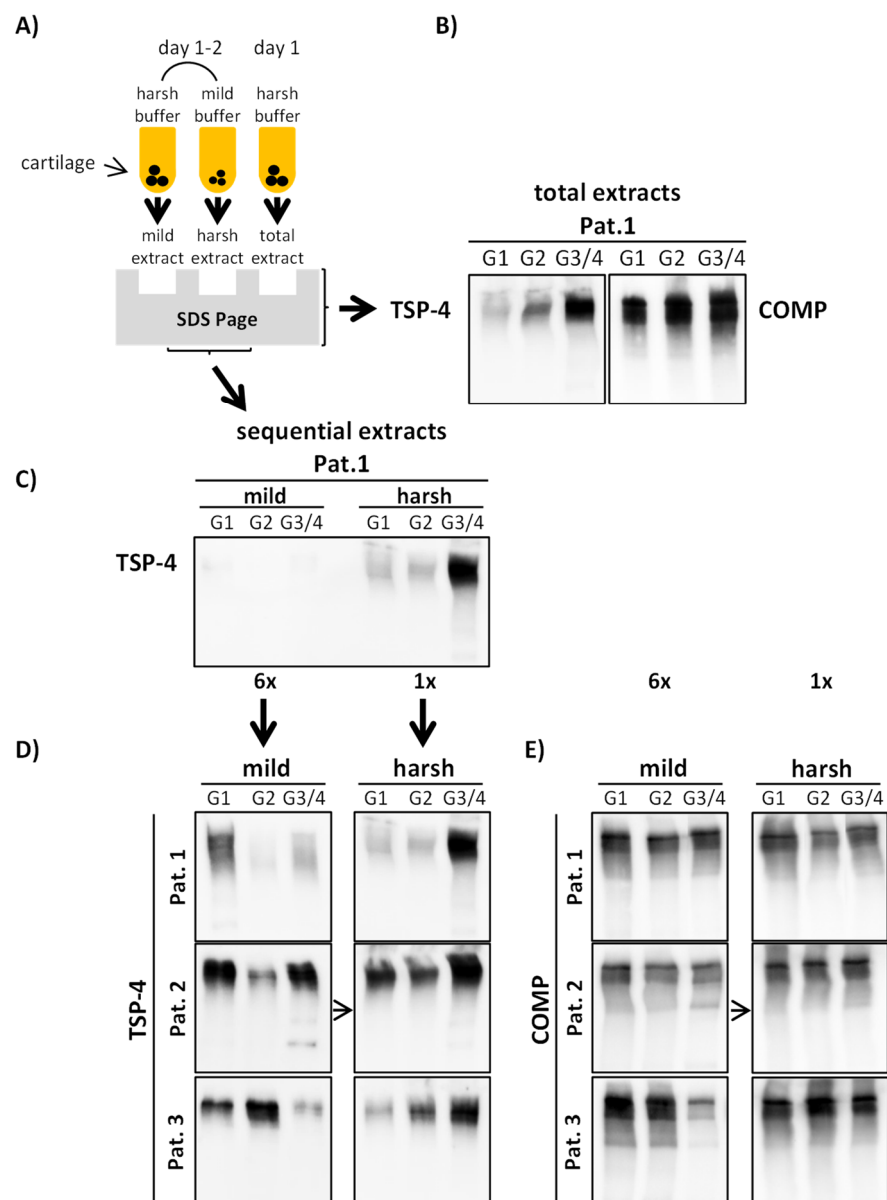 A)
day 1-2 day 1
harsh mild harsh
buffer buffer buffer
cartilage
mild harsh total
extract extract extract
SDS Page
B)
total extracts
Pat.1
G1 G2 G3/4 G1 G2 G3/4
TSP-4 COMP
sequential extracts
Pat.1
C)
mild harsh
G1 G2 G3/4 G1 G2 G3/4
TSP-4
6x 1x 6x 1x
D)
mild harsh
G1 G2 G3/4 G1 G2 G3/4
TSP-4
Pat. 1
Pat. 2
Pat. 3
E)
mild harsh
G1 G2 G3/4 G1 G2 G3/4
COMP
Pat. 1
Pat. 2
Pat. 3